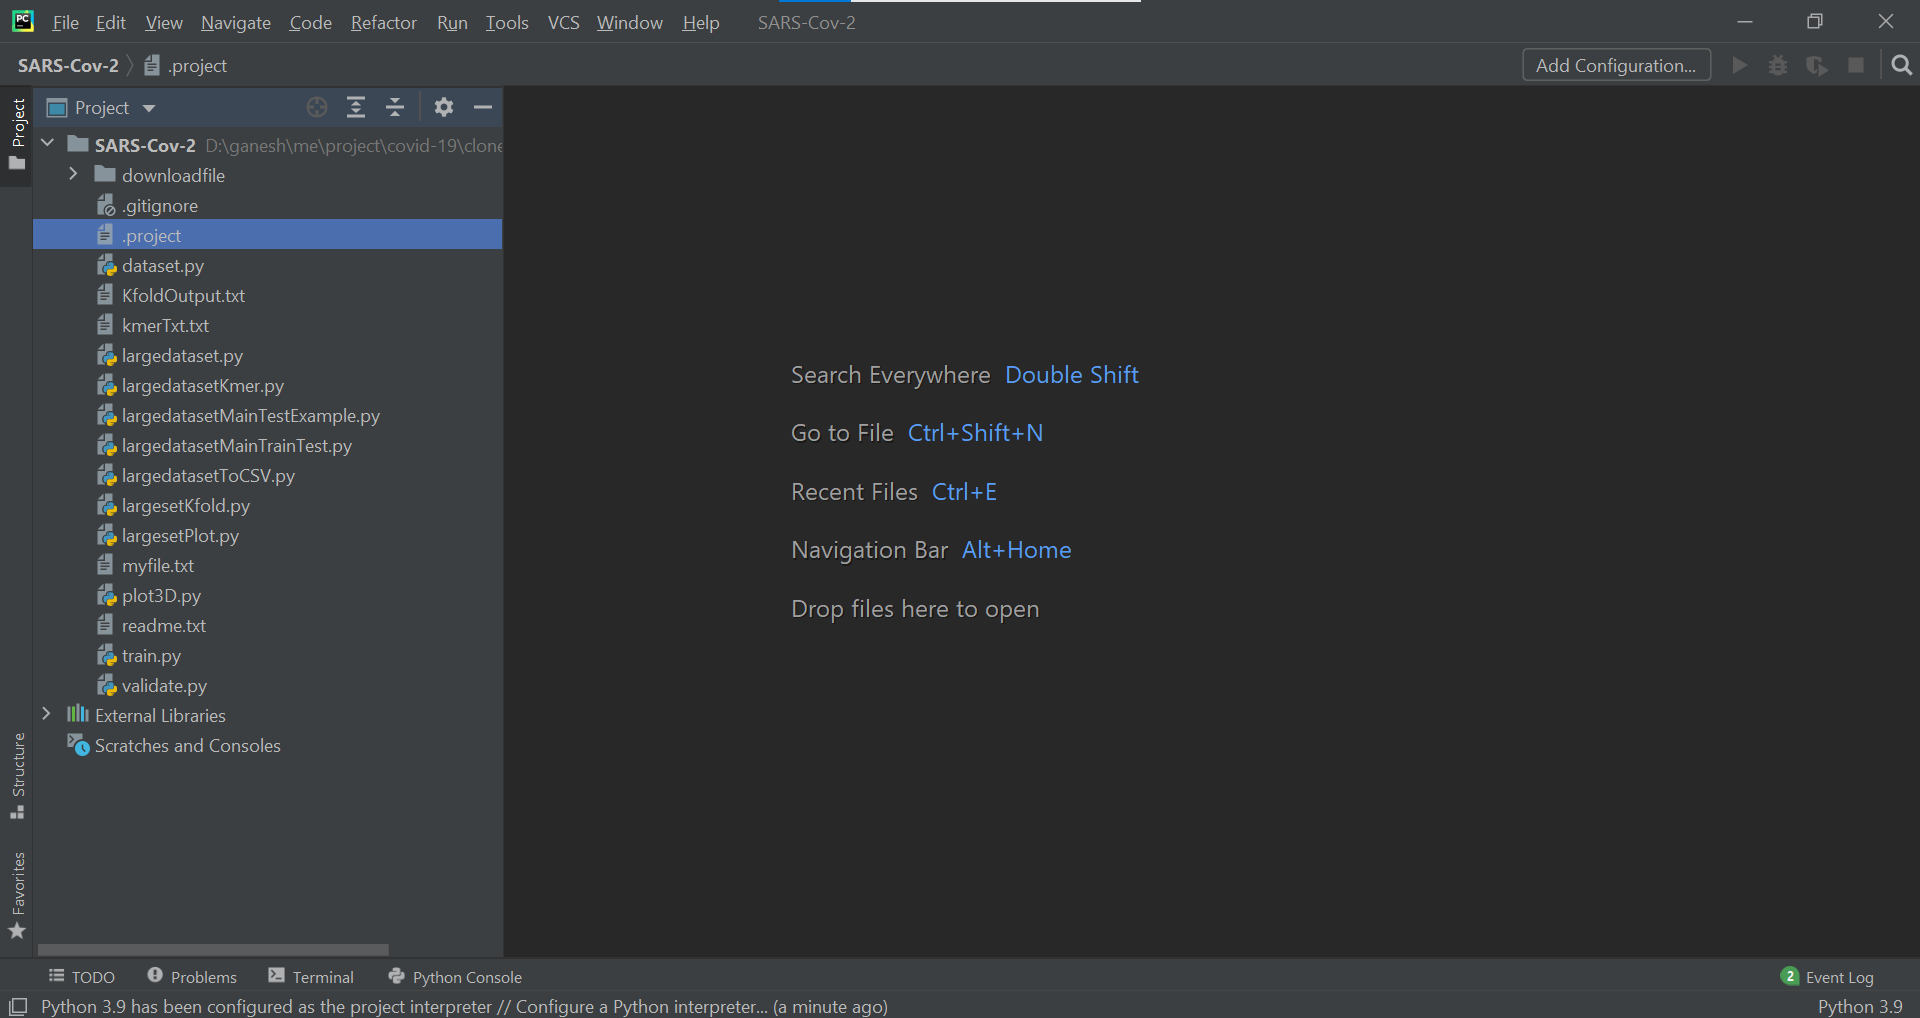 PC File Edit View Navigate Code Refactor Run Tools VCS Window Help SARS-Cov-2
SARS-Cov-2 .project Add Configuration...
Project
Project
SARS-Cov-2 D:\ganesh\me\project\covid-19\clone
downloadfile
.gitignore
.project
dataset.py
KfoldOutput.txt
kmerTxt.txt
largedataset.py
largedatasetKmer.py
largedatasetMainTestExample.py
largedatasetMainTrainTest.py
largedatasetToCSV.py
largesetKfold.py
largesetPlot.py
myfile.txt
plot3D.py
readme.txt
train.py
validate.py
External Libraries
Scratches and Consoles
Structure
Favorites
Search Everywhere Double Shift
Go to File Ctrl+Shift+N
Recent Files Ctrl+E
Navigation Bar Alt+Home
Drop files here to open
TODO Problems Terminal Python Console 2 Event Log
Python 3.9 has been configured as the project interpreter // Configure a Python interpreter... (a minute ago) Python 3.9